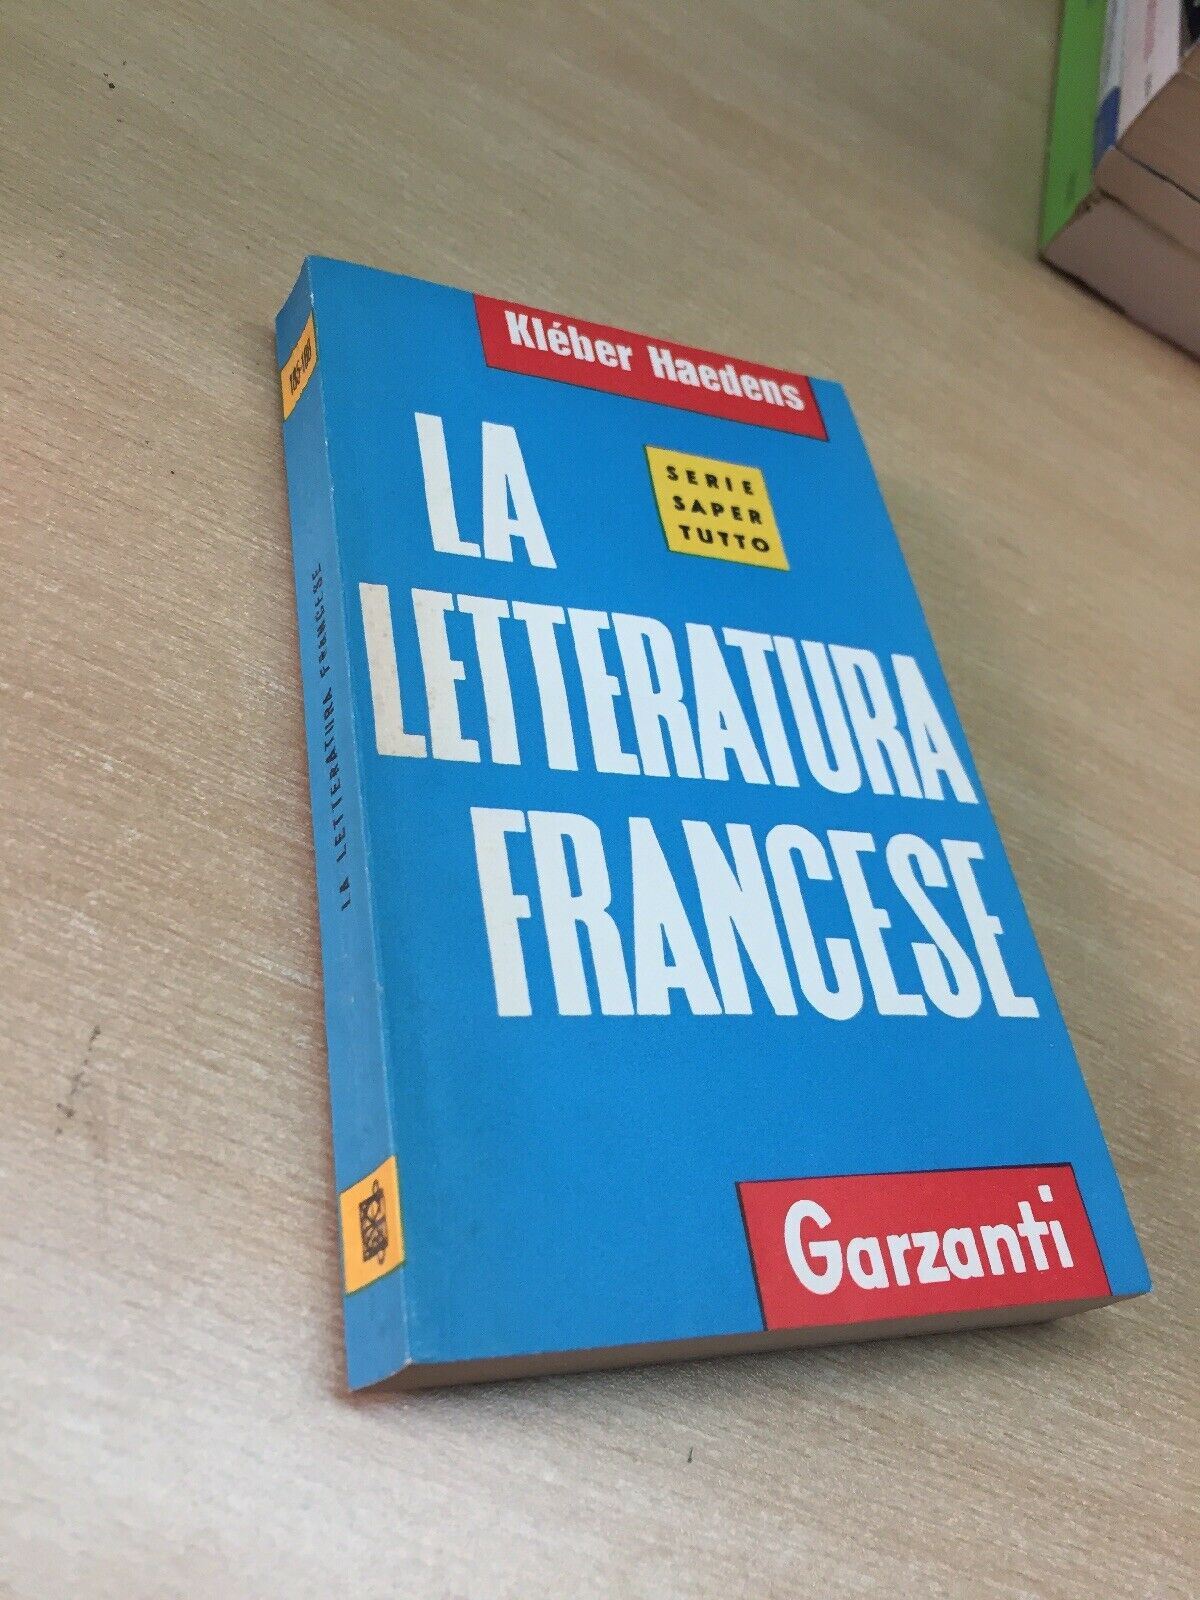 Kléber Haedens
LA
SERIE
SAPER
TUTTO
LETTERATURA
FRANCESE
Garzanti
LA LETTERATURA FRANCESE